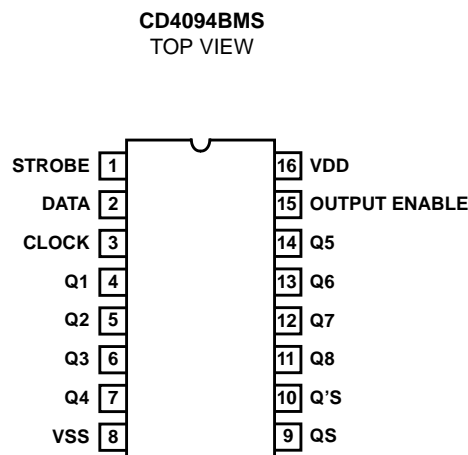 CD4094BMS
TOP VIEW
STROBE 1 16 VDD
DATA 2 15 OUTPUT ENABLE
CLOCK 3 14 Q5
Q1 4 13 Q6
Q2 5 12 Q7
Q3 6 11 Q8
Q4 7 10 Q’S
VSS 8 9 QS